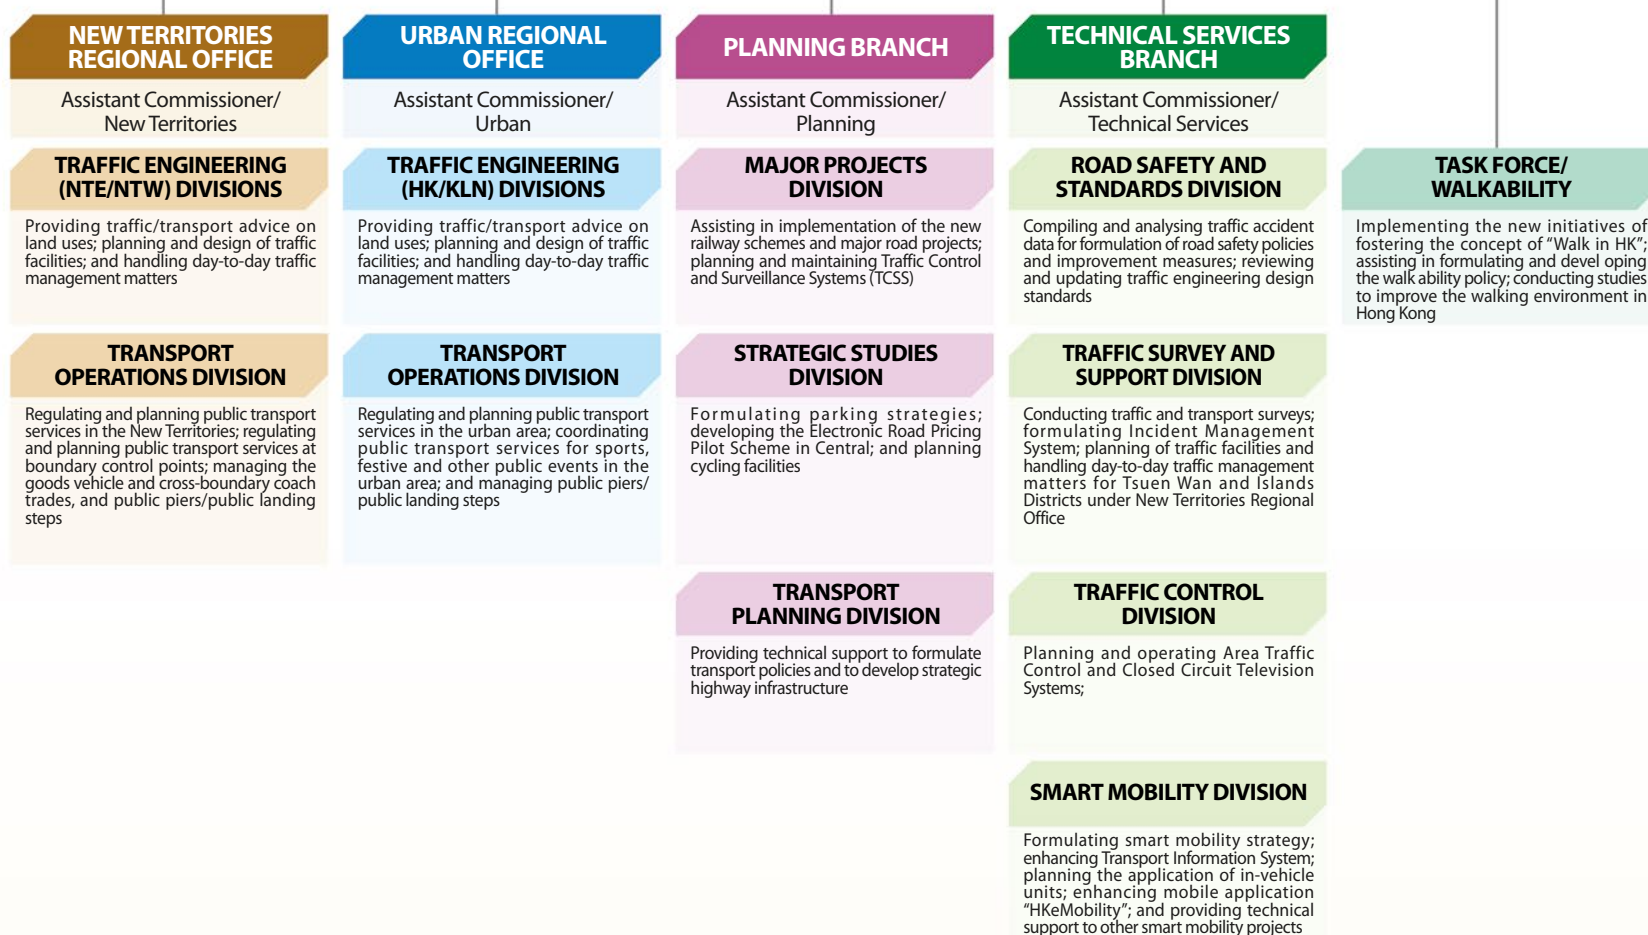 NEW TERRITORIES
REGIONAL OFFICE
Assistant Commissioner/
New Territories
TRAFFIC ENGINEERING
(NTE/NTW) DIVISIONS
Providing traffic/transport advice on
land uses; planning and design of traffic
facilities; and handling day-to-day traffic
management matters
TRANSPORT
OPERATIONS DIVISION
Regulating and planning public transport
services in the New Territories; regulating
and planning public transport services at
boundary control points; managing the
goods vehicle and cross-boundary coach
trades, and public piers/public landing
steps
URBAN REGIONAL
OFFICE
Assistant Commissioner/
Urban
TRAFFIC ENGINEERING
(HK/KLN) DIVISIONS
Providing traffic/transport advice on
land uses; planning and design of traffic
facilities; and handling day-to-day traffic
management matters
TRANSPORT
OPERATIONS DIVISION
Regulating and planning public transport
services in the urban area; coordinating
public transport services for sports,
festive and other public events in the
urban area; and managing public piers/
public landing steps
PLANNING BRANCH
Assistant Commissioner/
Planning
MAJOR PROJECTS
DIVISION
Assisting in implementation of the new
railway schemes and major road projects;
planning and maintaining Traffic Control
and Surveillance Systems (TCSS)
STRATEGIC STUDIES
DIVISION
Formulating parking strategies;
developing the Electronic Road Pricing
Pilot Scheme in Central; and planning
cycling facilities
TRANSPORT
PLANNING DIVISION
Providing technical support to formulate
transport policies and to develop strategic
highway infrastructure
TECHNICAL SERVICES
BRANCH
Assistant Commissioner/
Technical Services
ROAD SAFETY AND
STANDARDS DIVISION
Compiling and analysing traffic accident
data for formulation of road safety policies
and improvement measures; reviewing
and updating traffic engineering design
standards
TRAFFIC SURVEY AND
SUPPORT DIVISION
Conducting traffic and transport surveys;
formulating Incident Management
System; planning of traffic facilities and
handling day-to-day traffic management
matters for Tsuen Wan and Islands
Districts under New Territories Regional
Office
TRAFFIC CONTROL
DIVISION
Planning and operating Area Traffic
Control and Closed Circuit Television
Systems;
SMART MOBILITY DIVISION
Formulating smart mobility strategy;
enhancing Transport Information System;
planning the application of in-vehicle
units; enhancing mobile application
“HKeMobility”; and providing technical
support to other smart mobility projects
TASK FORCE/
WALKABILITY
Implementing the new initiatives of
fostering the concept of “Walk in HK”;
assisting in formulating and devel oping
the walk ability policy; conducting studies
to improve the walking environment in
Hong Kong